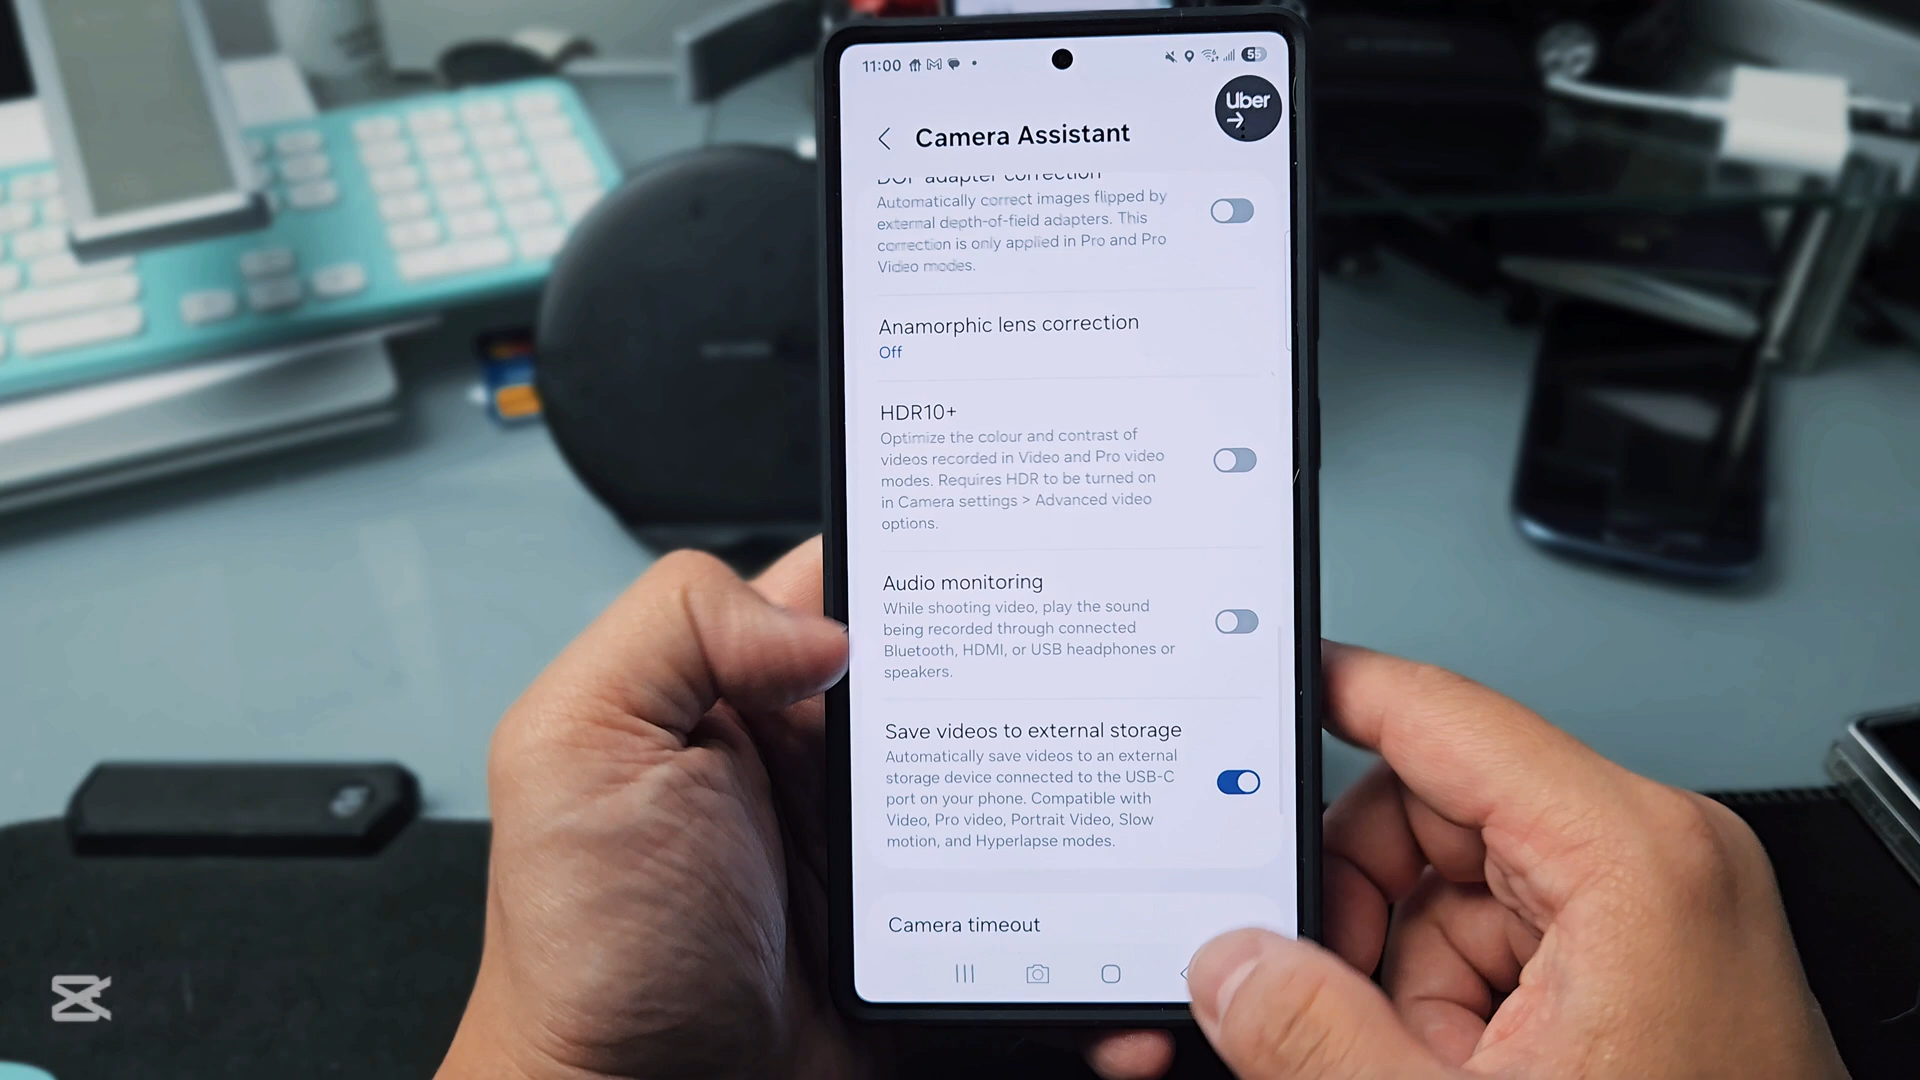 11:00
55
Uber
Camera Assistant
DOF adapter correction
Automatically correct images flipped by
external depth-of-field adapters. This
correction is only applied in Pro and Pro
Video modes.
Anamorphic lens correction
Off
HDR10+
Optimize the colour and contrast of
videos recorded in Video and Pro video
modes. Requires HDR to be turned on
in Camera settings > Advanced video
options.
Audio monitoring
While shooting video, play the sound
being recorded through connected
Bluetooth, HDMI, or USB headphones or
speakers.
Save videos to external storage
Automatically save videos to an external
storage device connected to the USB-C
port on your phone. Compatible with
Video, Pro video, Portrait Video, Slow
motion, and Hyperlapse modes.
Camera timeout